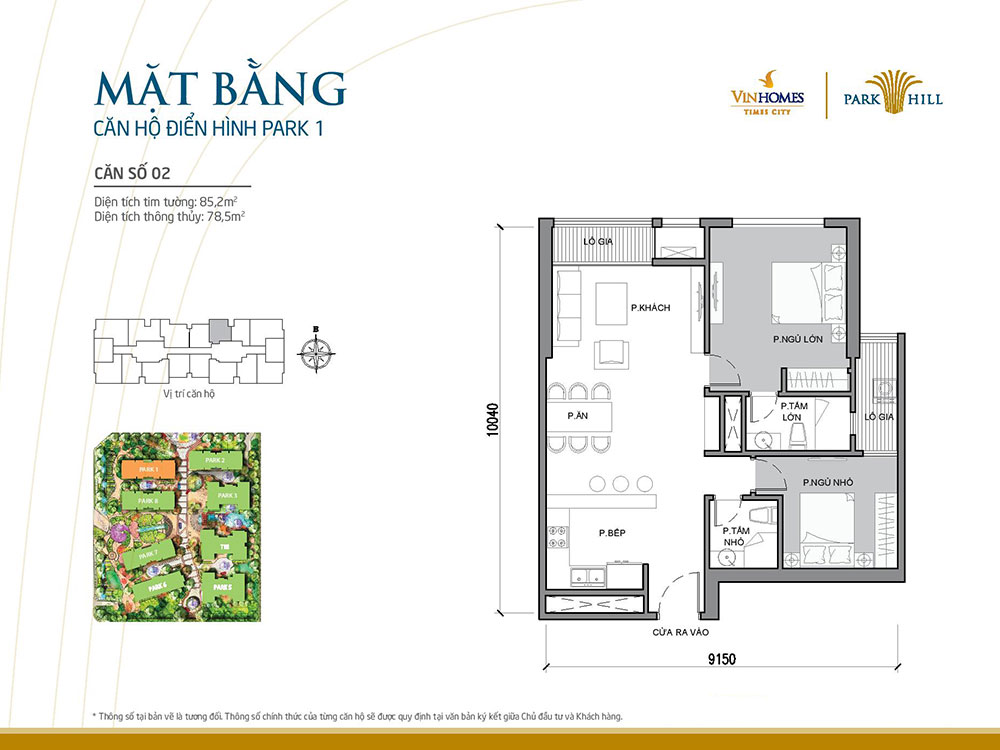 MẶT BẰNG
CĂN HỘ ĐIỂN HÌNH PARK 1
CĂN SỐ 02
Diện tích tim tường: 85,2m²
Diện tích thông thủy: 78,5m²
VINHOMES
TIMES CITY
PARK HILL
B
Vị trí căn hộ
PARK 1
PARK 2
PARK 3
PARK 8
PARK 7
PARK 6
PARK 5
LÔ GIA
P.KHÁCH
P.NGỦ LỚN
P.ĂN
P.TẮM
LỚN
LÔ GIA
P.NGỦ NHỎ
P.BẾP
P.TẮM
NHỎ
CỬA RA VÀO
10040
9150
* Thông số tại bản vẽ là tương đối. Thông số chính thức của từng căn hộ sẽ được quy định tại văn bản ký kết giữa Chủ đầu tư và Khách hàng.